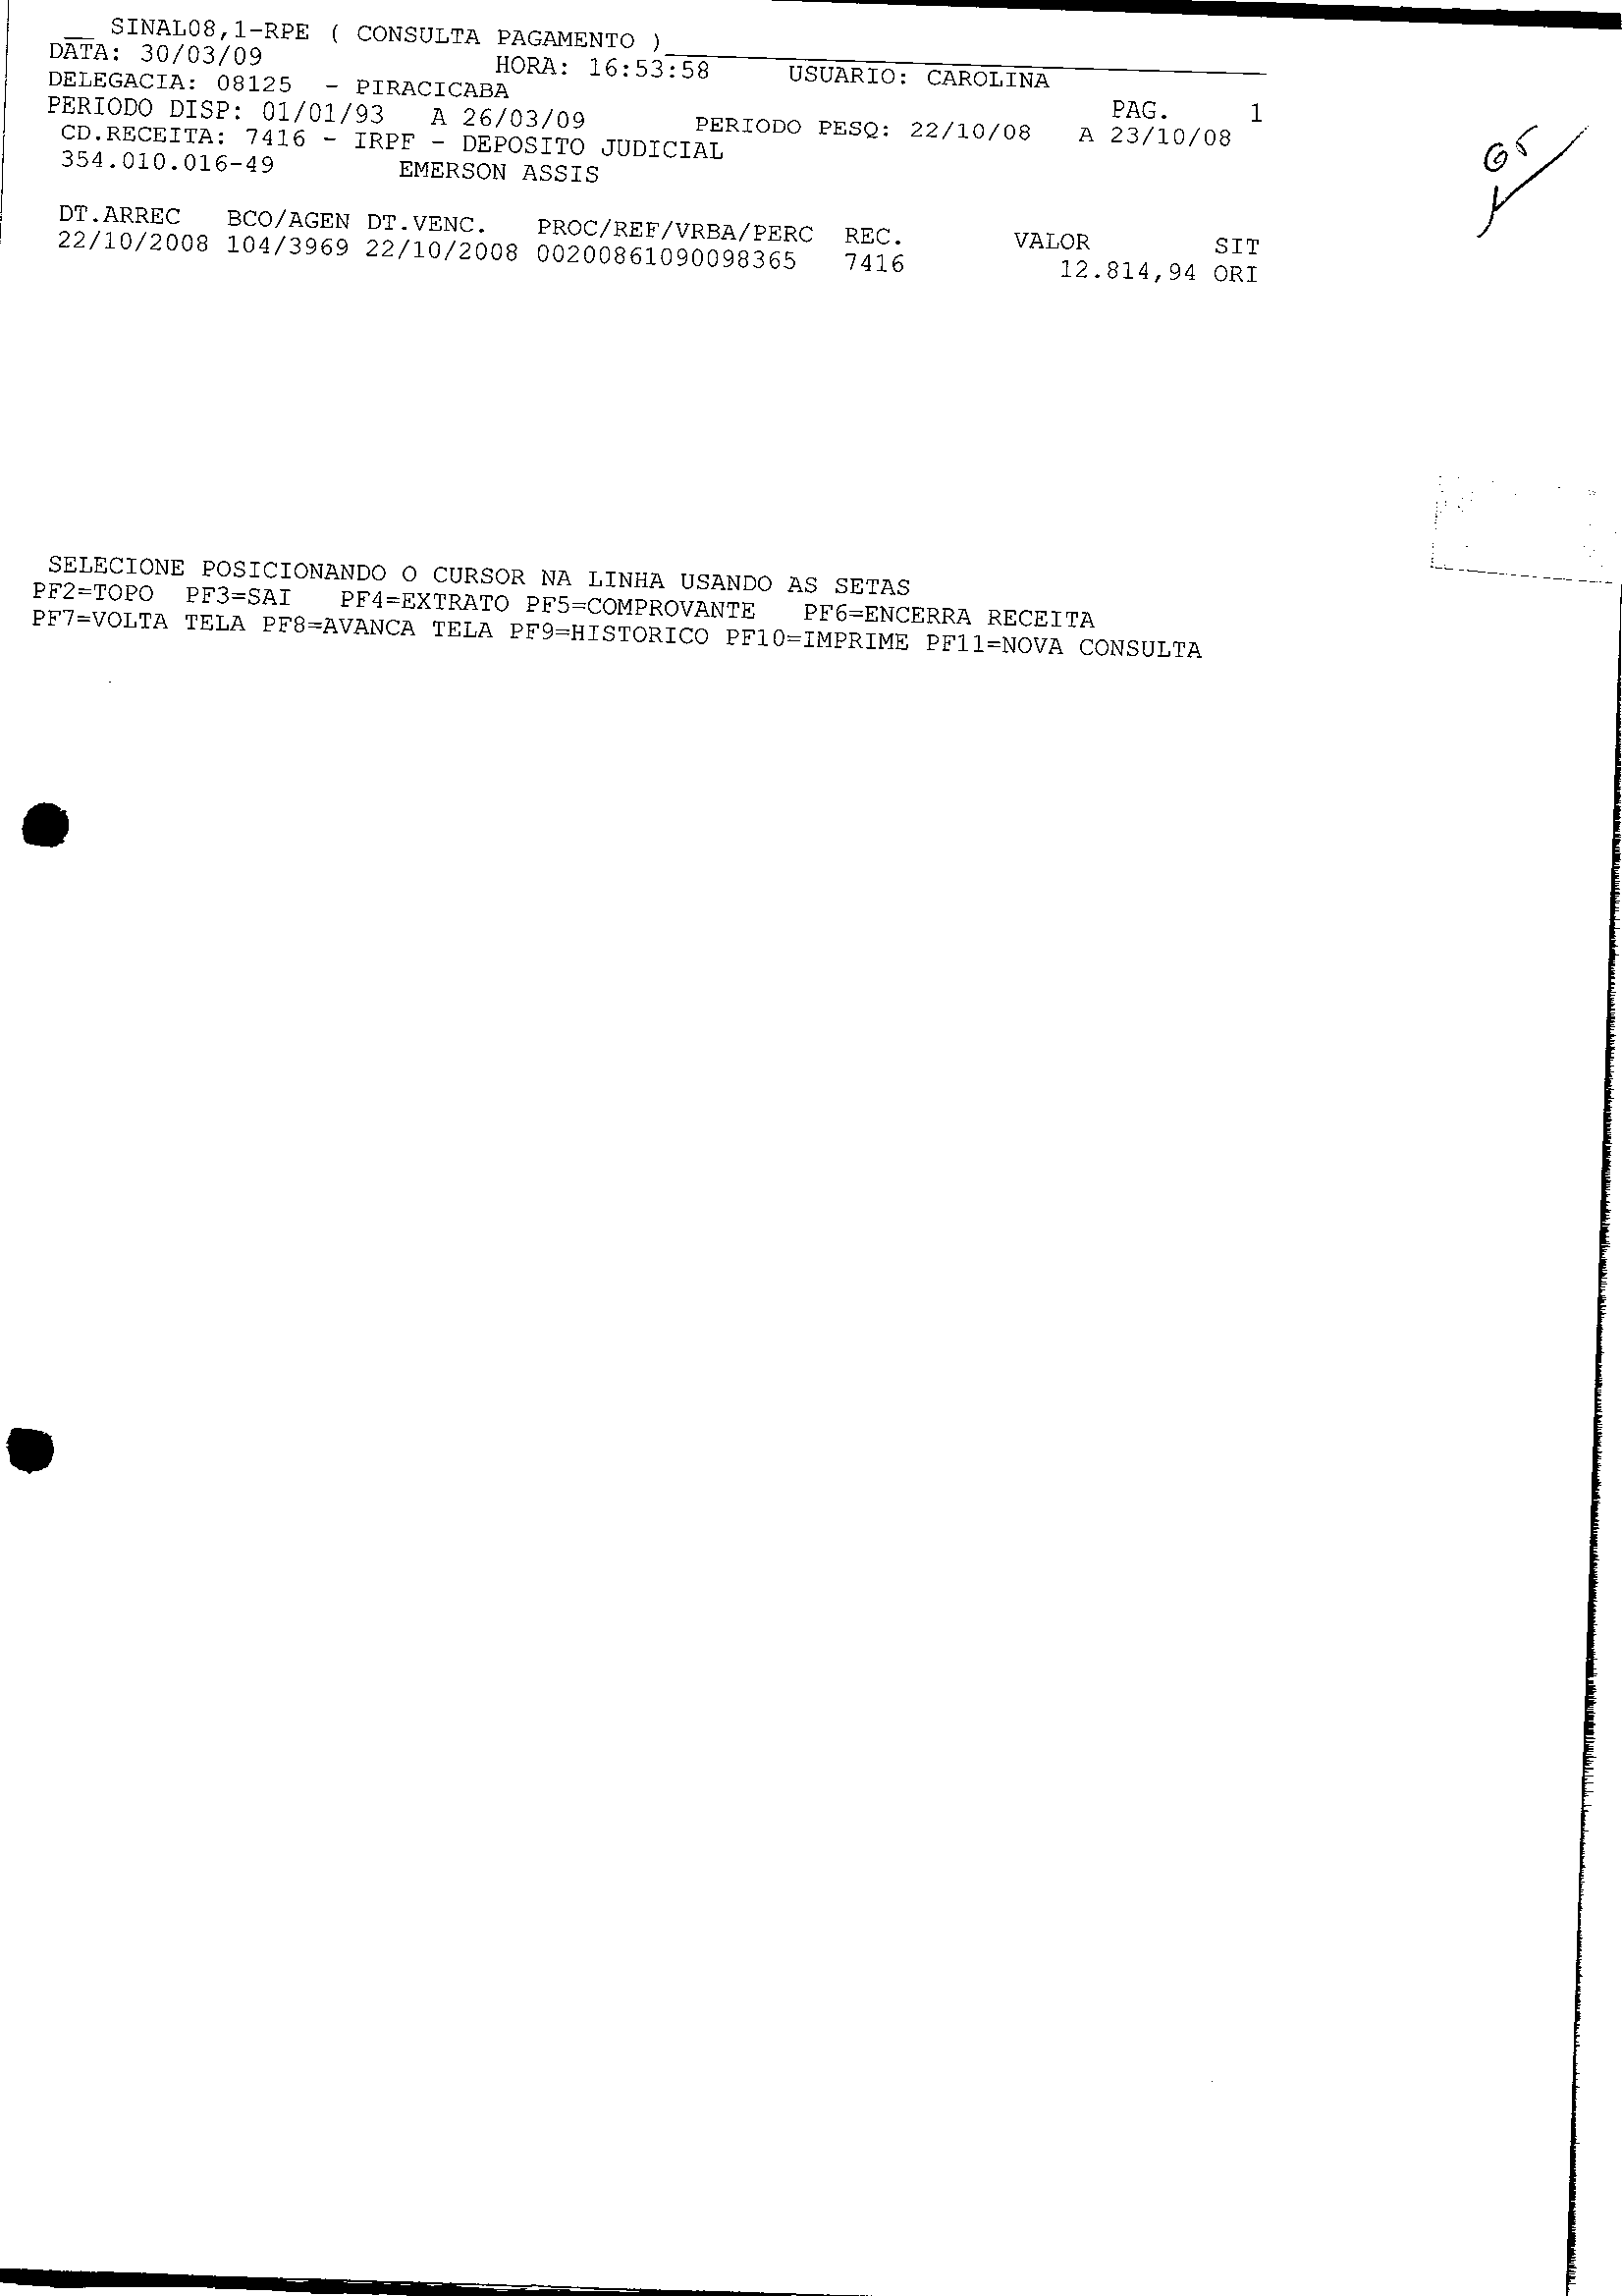 SINAL08,1-RPE ( CONSULTA PAGAMENTO )
DATA: 30/03/09 HORA: 16:53:58 USUARIO: CAROLINA
DELEGACIA: 08125 - PIRACICABA PAG. 1
PERIODO DISP: 01/01/93 A 26/03/09 PERIODO PESQ: 22/10/08 A 23/10/08
CD.RECEITA: 7416 - IRPF - DEPOSITO JUDICIAL
354.010.016-49 EMERSON ASSIS
DT.ARREC BCO/AGEN DT.VENC. PROC/REF/VRBA/PERC REC. VALOR SIT
22/10/2008 104/3969 22/10/2008 00200861090098365 7416 12.814,94 ORI
SELECIONE POSICIONANDO O CURSOR NA LINHA USANDO AS SETAS
PF2=TOPO PF3=SAI PF4=EXTRATO PF5=COMPROVANTE PF6=ENCERRA RECEITA
PF7=VOLTA TELA PF8=AVANCA TELA PF9=HISTORICO PF10=IMPRIME PF11=NOVA CONSULTA